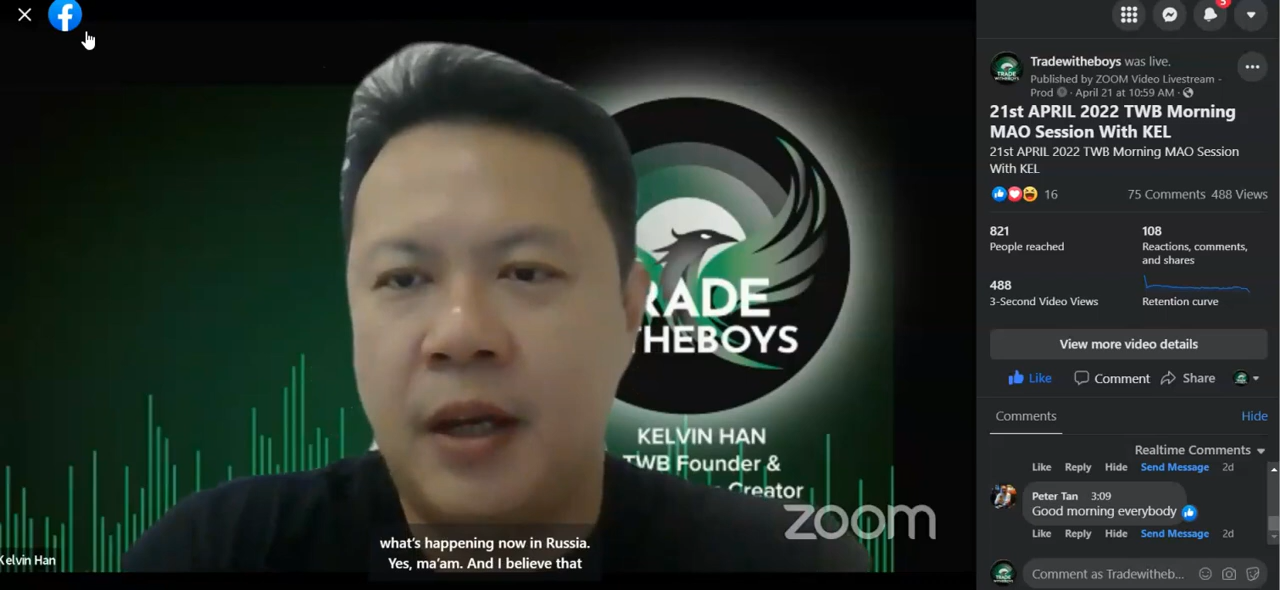 Tradewitheboys was live.
Published by ZOOM Video Livestream -
Prod · April 21 at 10:59 AM ·
21st APRIL 2022 TWB Morning
MAO Session With KEL
21st APRIL 2022 TWB Morning MAO Session
With KEL
16
75 Comments 488 Views
821
People reached
108
Reactions, comments,
and shares
488
3-Second Video Views
Retention curve
View more video details
Like
Comment
Share
Comments
Hide
Realtime Comments
Like Reply Hide Send Message 2d
Peter Tan 3:09
Good morning everybody
Like Reply Hide Send Message 2d
Comment as Tradewitheb...
RADE
THEBOYS
KELVIN HAN
TWB Founder &
Creator
zoom
what's happening now in Russia.
Yes, ma'am. And I believe that
Kelvin Han